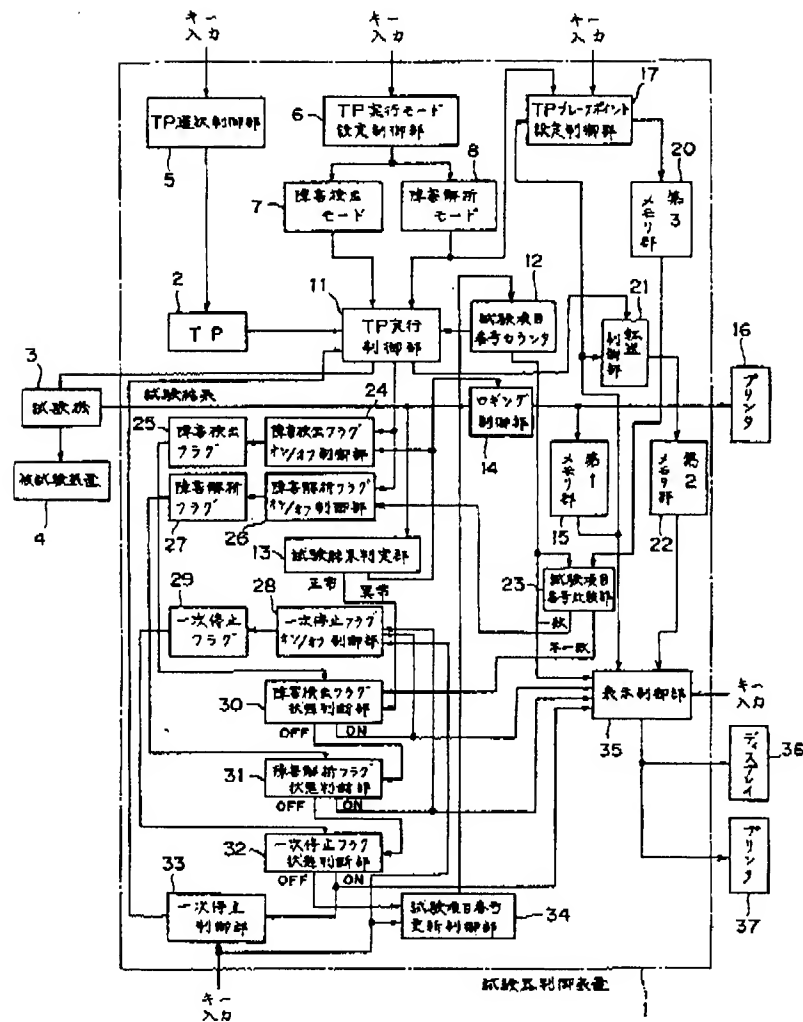 キー
入力
キー
入力
キー
入力
TP選択制御部
5
6
TP実行モード
設定制御部
17
TPブレークポイント
設定制御部
7
障害検出
モード
8
障害解析
モード
20
第3
メモリ部
2
TP
11
TP実行
制御部
12
試験項目
番号カウンタ
21
転送
制御部
16
プリンタ
3
試験機
試験結果
4
被試験装置
25
障害検出
フラグ
24
障害検出フラグ
オン/オフ制御部
ロギング
制御部
14
27
障害解析
フラグ
26
障害解析フラグ
オン/オフ制御部
15
第1
メモリ部
22
第2
メモリ部
13
試験結果判定部
正常
異常
23
試験項目
番号比較部
一致
不一致
29
一次停止
フラグ
28
一次停止フラグ
オン/オフ制御部
30
障害検出フラグ
状態判断部
OFF
ON
表示制御部
35
キー
入力
31
障害解析フラグ
状態判断部
OFF
ON
ディスプレイ
36
32
一次停止フラグ
状態判断部
OFF
ON
プリンタ
37
33
一次停止
制御部
試験項目番号
更新制御部
34
キー
入力
試験器制御装置
1